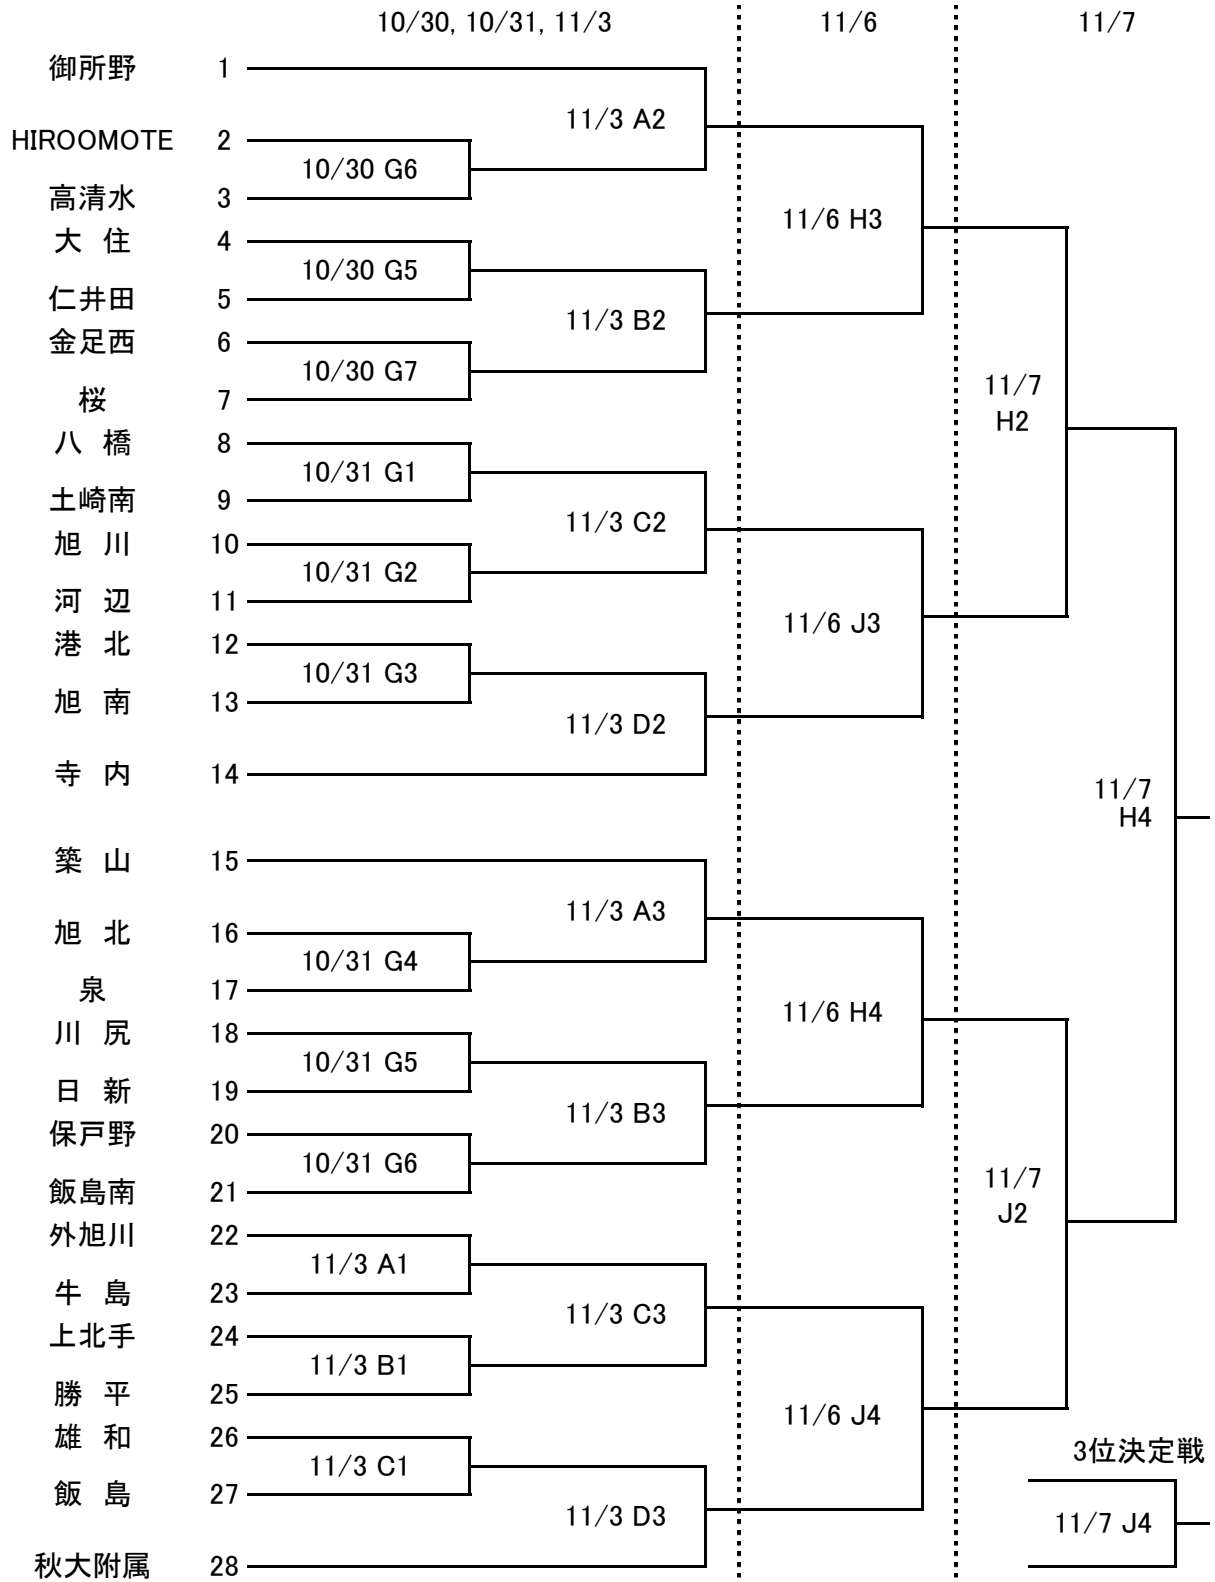 10/30, 10/31, 11/3 11/6 11/7
御所野 1
11/3 A2
HIROOMOTE 2
10/30 G6
高清水 3
11/6 H3
大 住 4
10/30 G5
仁井田 5
11/3 B2
金足西 6
10/30 G7
11/7
桜 7
H2
八 橋 8
10/31 G1
土崎南 9
11/3 C2
旭 川 10
10/31 G2
河 辺 11
11/6 J3
港 北 12
10/31 G3
旭 南 13
11/3 D2
寺 内 14
11/7
H4
築 山 15
11/3 A3
旭 北 16
10/31 G4
泉 17
11/6 H4
川 尻 18
10/31 G5
日 新 19
11/3 B3
保戸野 20
10/31 G6
11/7
飯島南 21
J2
外旭川 22
11/3 A1
牛 島 23
11/3 C3
上北手 24
11/3 B1
勝 平 25
11/6 J4
雄 和 26
3位決定戦
11/3 C1
飯 島 27
11/3 D3
11/7 J4
秋大附属 28